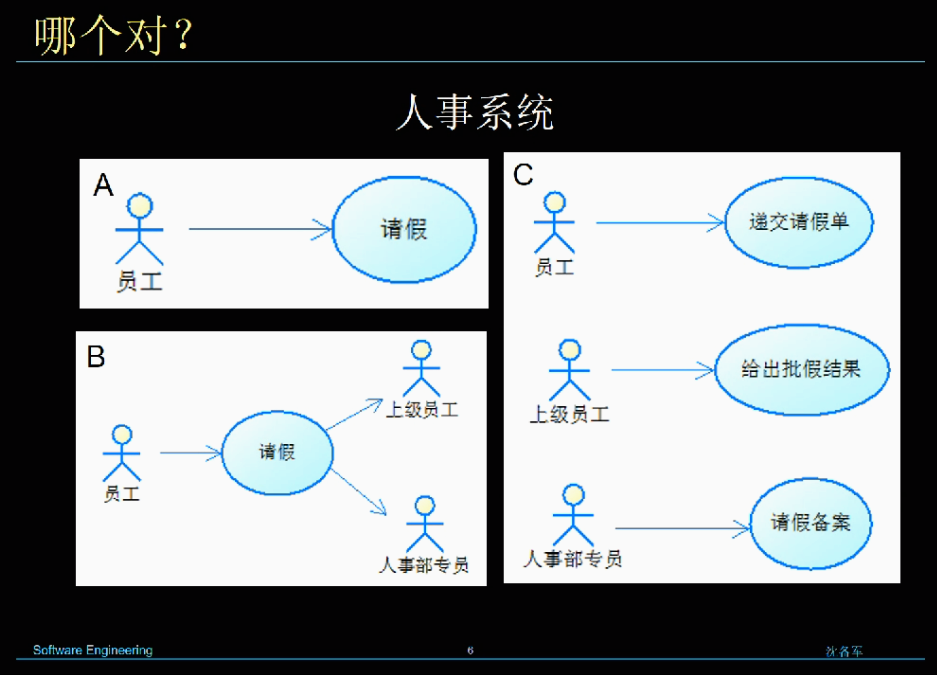 哪个对?
人事系统
A
请假
员工
B
上级员工
请假
员工
人事部专员
C
递交请假单
员工
给出批假结果
上级员工
请假备案
人事部专员
Software Engineering
6
沈备军